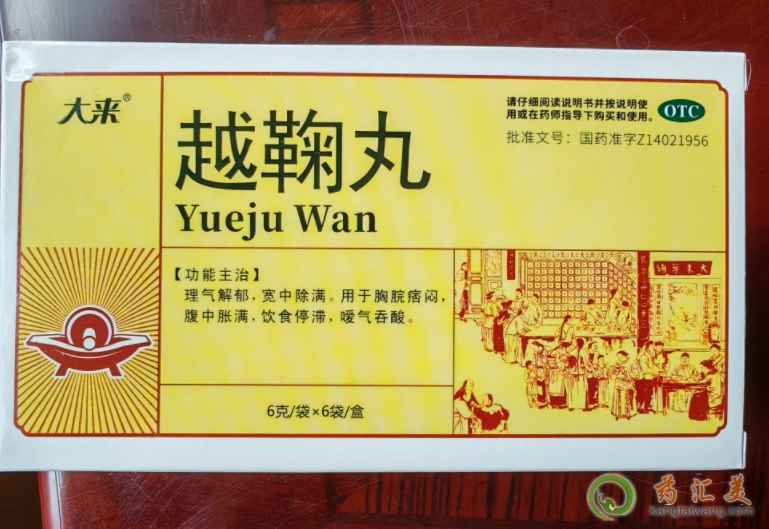 大来®
越鞠丸
Yueju Wan
请仔细阅读说明书并按说明使
用或在药师指导下购买和使用。
OTC
批准文号：国药准字Z14021956
【功能主治】
理气解郁，宽中除满。用于胸脘痞闷，
腹中胀满，饮食停滞，嗳气吞酸。
6克/袋×6袋/盒
药汇美
kanglaiwang.com